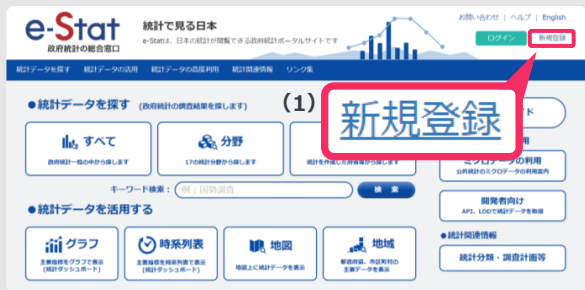 お問い合わせ | ヘルプ | English
e-Stat
政府統計の総合窓口
統計で見る日本
e-Statは、日本の統計が閲覧できる政府統計ポータルサイトです
ログイン
新規登録
統計データを探す
統計データの活用
統計データの高度利用
統計関連情報
リンク集
●統計データを探す (政府統計の調査結果を探します)
(1)
新規登録
イド
すべて
政府統計一覧の中から探します
分野
17の統計分野から探します
統計を作成した府省等から探します
用
ミクロデータの利用
公的統計のミクロデータの利用案内
キーワード検索：
例：国勢調査
検索
開発者向け
API、LODで統計データを取得
●統計データを活用する
●統計関連情報
統計分類・調査計画等
グラフ
主要指標をグラフで表示
(統計ダッシュボード)
時系列表
主要指標を時系列表で表示
(統計ダッシュボード)
地図
地図上に統計データを表示
地域
都道府県、市区町村の
主要データを表示